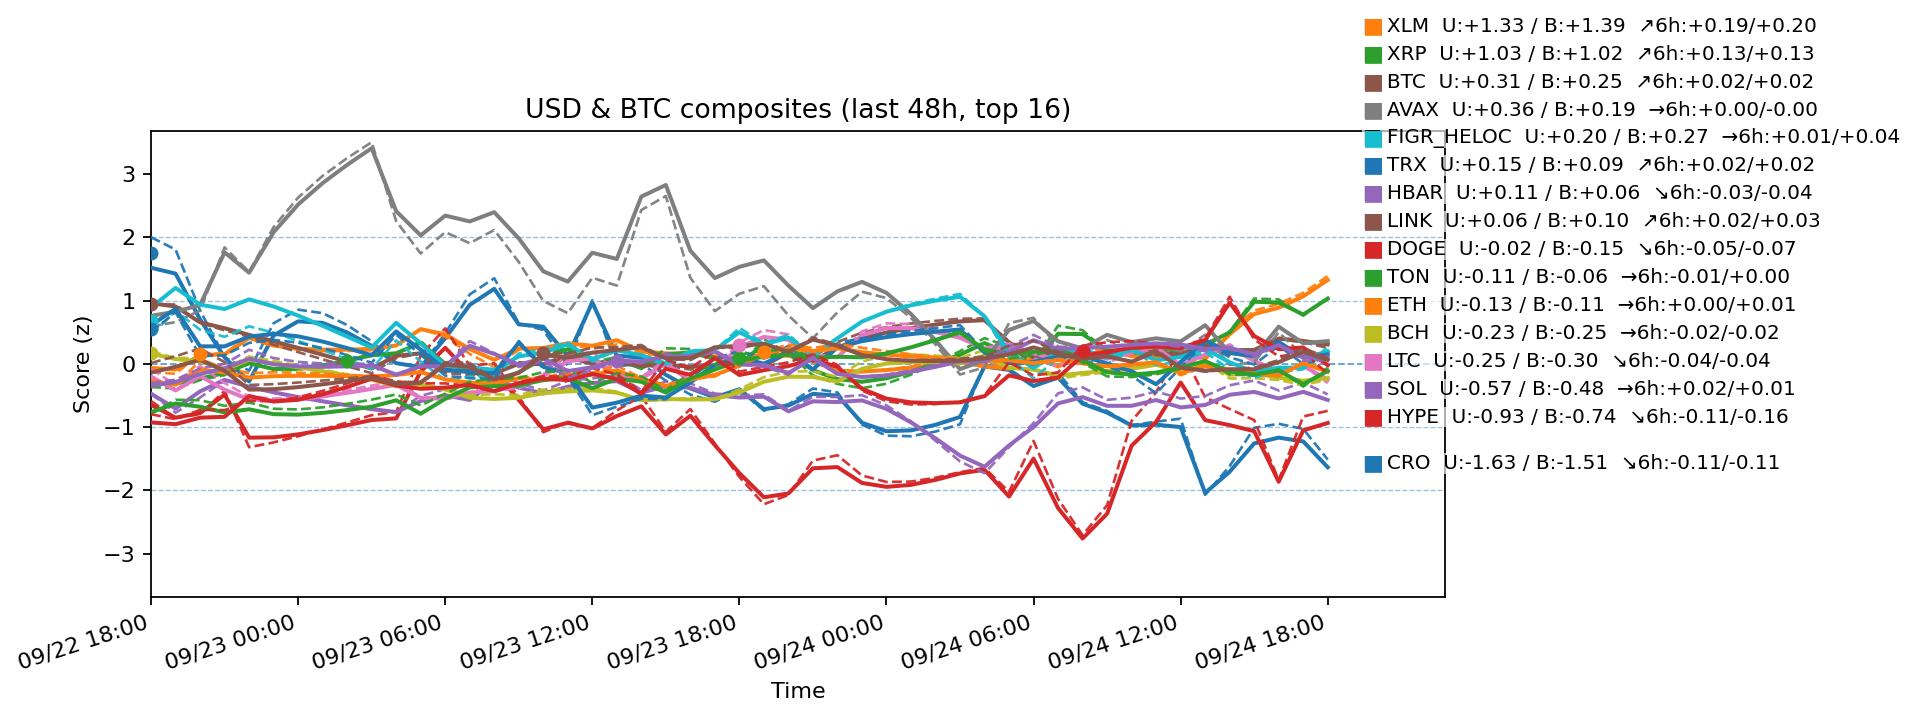 XLM U:+1.33 / B:+1.39 ↗6h:+0.19/+0.20
XRP U:+1.03 / B:+1.02 ↗6h:+0.13/+0.13
BTC U:+0.31 / B:+0.25 ↗6h:+0.02/+0.02
AVAX U:+0.36 / B:+0.19 →6h:+0.00/-0.00
FIGR_HELOC U:+0.20 / B:+0.27 →6h:+0.01/+0.04
TRX U:+0.15 / B:+0.09 ↗6h:+0.02/+0.02
HBAR U:+0.11 / B:+0.06 ↘6h:-0.03/-0.04
LINK U:+0.06 / B:+0.10 ↗6h:+0.02/+0.03
DOGE U:-0.02 / B:-0.15 ↘6h:-0.05/-0.07
TON U:-0.11 / B:-0.06 →6h:-0.01/+0.00
ETH U:-0.13 / B:-0.11 →6h:+0.00/+0.01
BCH U:-0.23 / B:-0.25 →6h:-0.02/-0.02
LTC U:-0.25 / B:-0.30 ↘6h:-0.04/-0.04
SOL U:-0.57 / B:-0.48 →6h:+0.02/+0.01
HYPE U:-0.93 / B:-0.74 ↘6h:-0.11/-0.16
CRO U:-1.63 / B:-1.51 ↘6h:-0.11/-0.11
USD & BTC composites (last 48h, top 16)
Score (z)
3
2
1
0
−1
−2
−3
09/22 18:00
09/23 00:00
09/23 06:00
09/23 12:00
09/23 18:00
09/24 00:00
09/24 06:00
09/24 12:00
09/24 18:00
Time